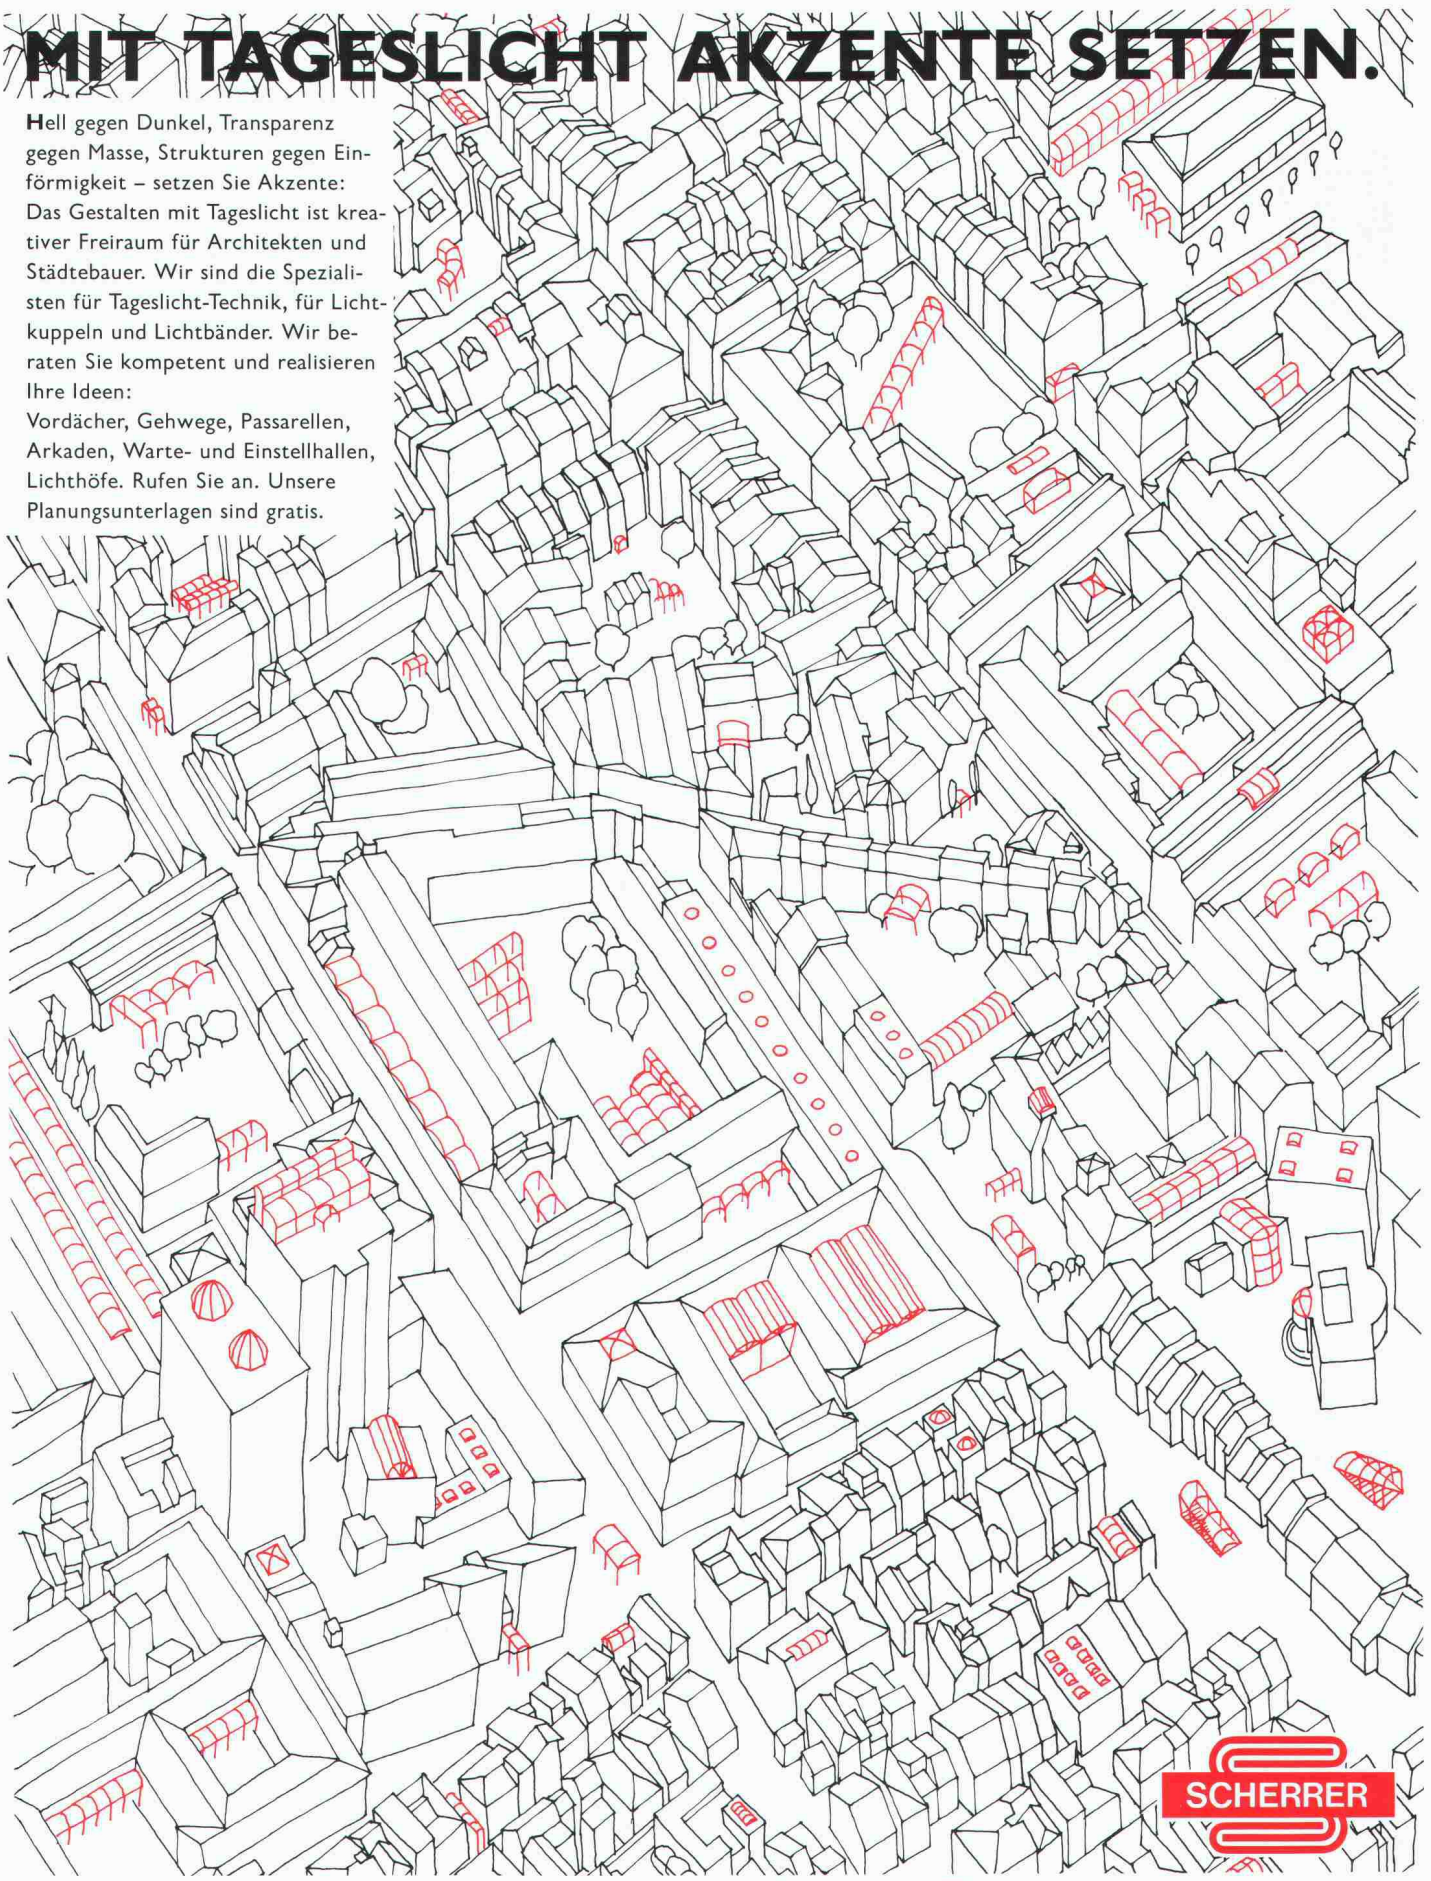 MIT TAGESLICHT AKZENTE SETZEN.
Hell gegen Dunkel, Transparenz
gegen Masse, Strukturen gegen Ein-
förmigkeit – setzen Sie Akzente:
Das Gestalten mit Tageslicht ist krea-
tiver Freiraum für Architekten und
Städtebauer. Wir sind die Speziali-
sten für Tageslicht-Technik, für Licht-
kuppeln und Lichtbänder. Wir be-
raten Sie kompetent und realisieren
Ihre Ideen:
Vordächer, Gehwege, Passarellen,
Arkaden, Warte- und Einstellhallen,
Lichthöfe. Rufen Sie an. Unsere
Planungsunterlagen sind gratis.
SCHERRER